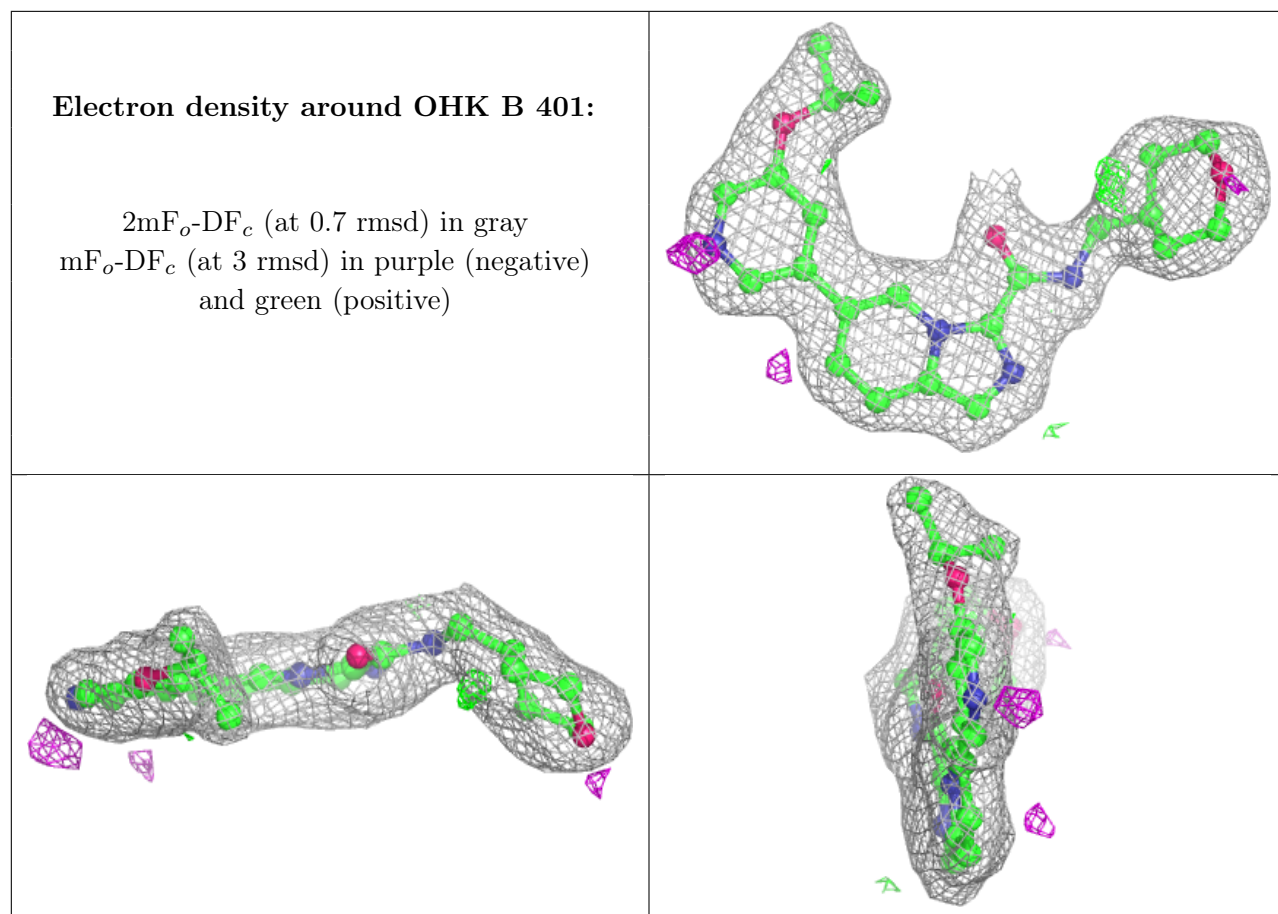 Electron density around OHK B 401:
2mFo-DFc (at 0.7 rmsd) in gray
mFo-DFc (at 3 rmsd) in purple (negative)
and green (positive)